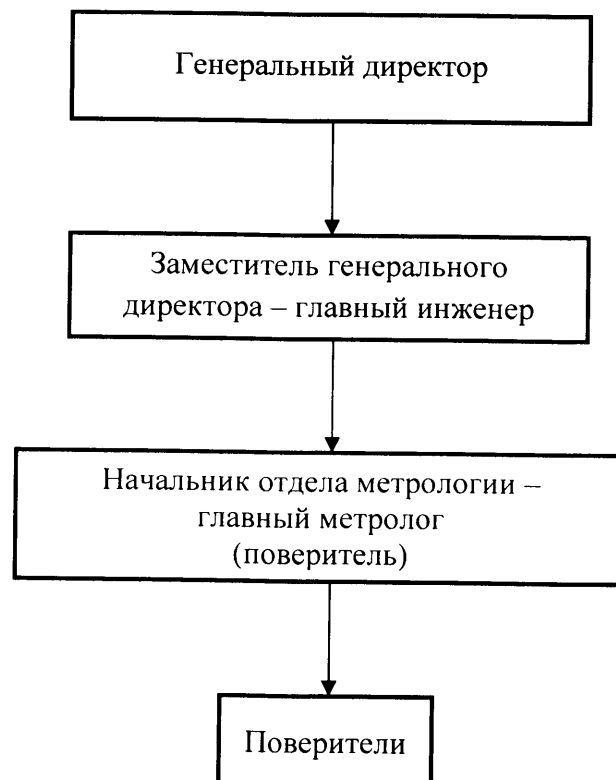 Генеральный директор
Заместитель генерального
директора – главный инженер
Начальник отдела метрологии –
главный метролог
(поверитель)
Поверители